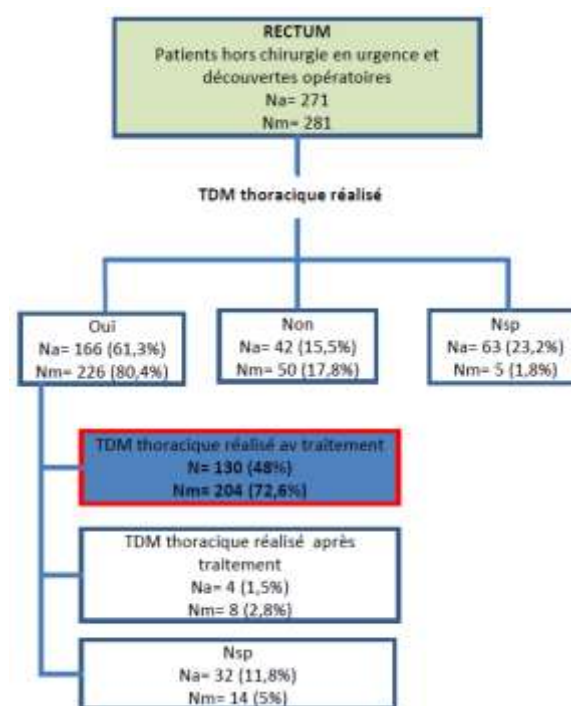 RECTUM
Patients hors chirurgie en urgence et
découvertes opératoires
Na= 271
Nm= 281
TDM thoracique réalisé
Oui
Na= 166 (61,3%)
Nm= 226 (80,4%)
Non
Na= 42 (15,5%)
Nm= 50 (17,8%)
Nsp
Na= 63 (23,2%)
Nm= 5 (1,8%)
TDM thoracique réalisé av traitement
N= 130 (48%)
Nm= 204 (72,6%)
TDM thoracique réalisé après
traitement
Na= 4 (1,5%)
Nm= 8 (2,8%)
Nsp
Na= 32 (11,8%)
Nm= 14 (5%)